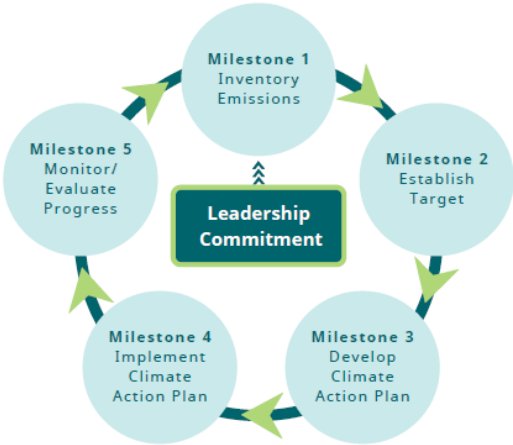 Milestone 1
Inventory
Emissions
Milestone 2
Establish
Target
Milestone 3
Develop
Climate
Action Plan
Milestone 4
Implement
Climate
Action Plan
Milestone 5
Monitor/
Evaluate
Progress
Leadership
Commitment